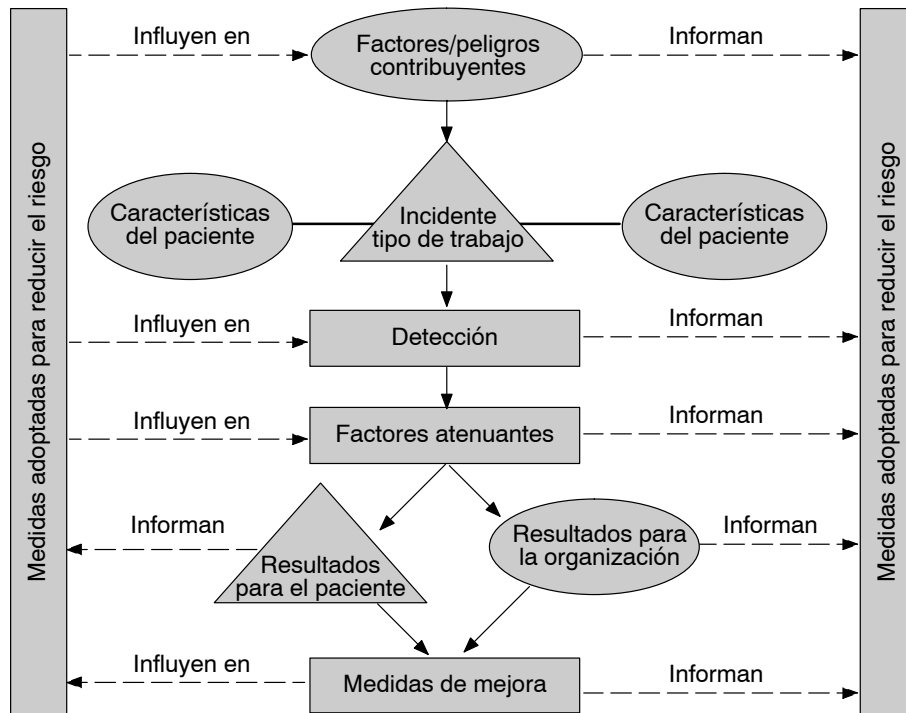 Medidas adoptadas para reducir el riesgo
Influyen en
Factores/peligros
contribuyentes
Informan
Características
del paciente
Incidente
tipo de trabajo
Características
del paciente
Influyen en
Detección
Informan
Influyen en
Factores atenuantes
Informan
Informan
Resultados
para el paciente
Resultados para
la organización
Informan
Influyen en
Medidas de mejora
Informan
Medidas adoptadas para reducir el riesgo